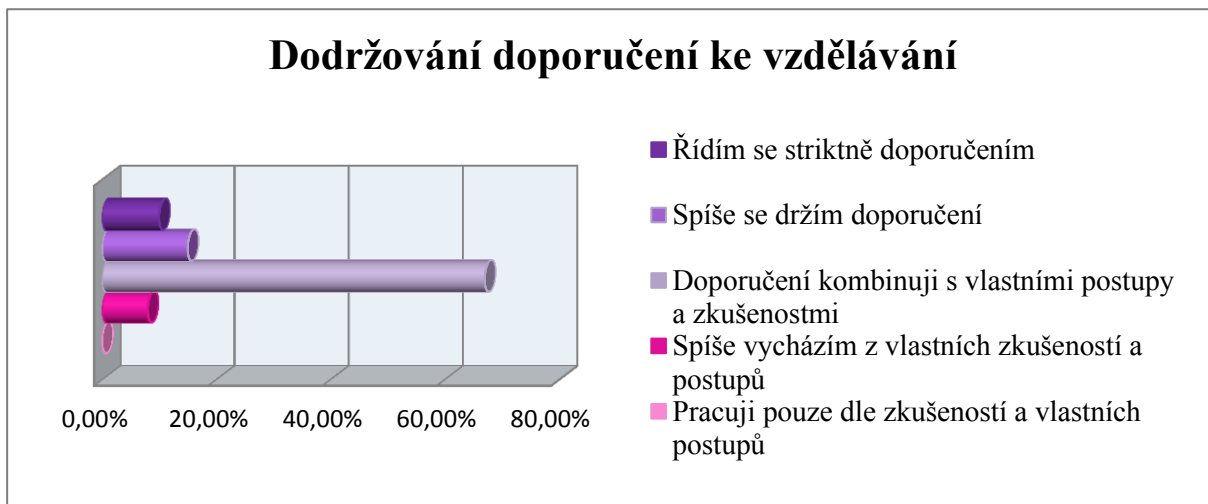 Dodržování doporučení ke vzdělávání
Řídím se striktně doporučením
Spíše se držím doporučení
Doporučení kombinuji s vlastními postupy
a zkušenostmi
Spíše vycházím z vlastních zkušeností a
postupů
Pracuji pouze dle zkušeností a vlastních
postupů
0,00% 20,00% 40,00% 60,00% 80,00%